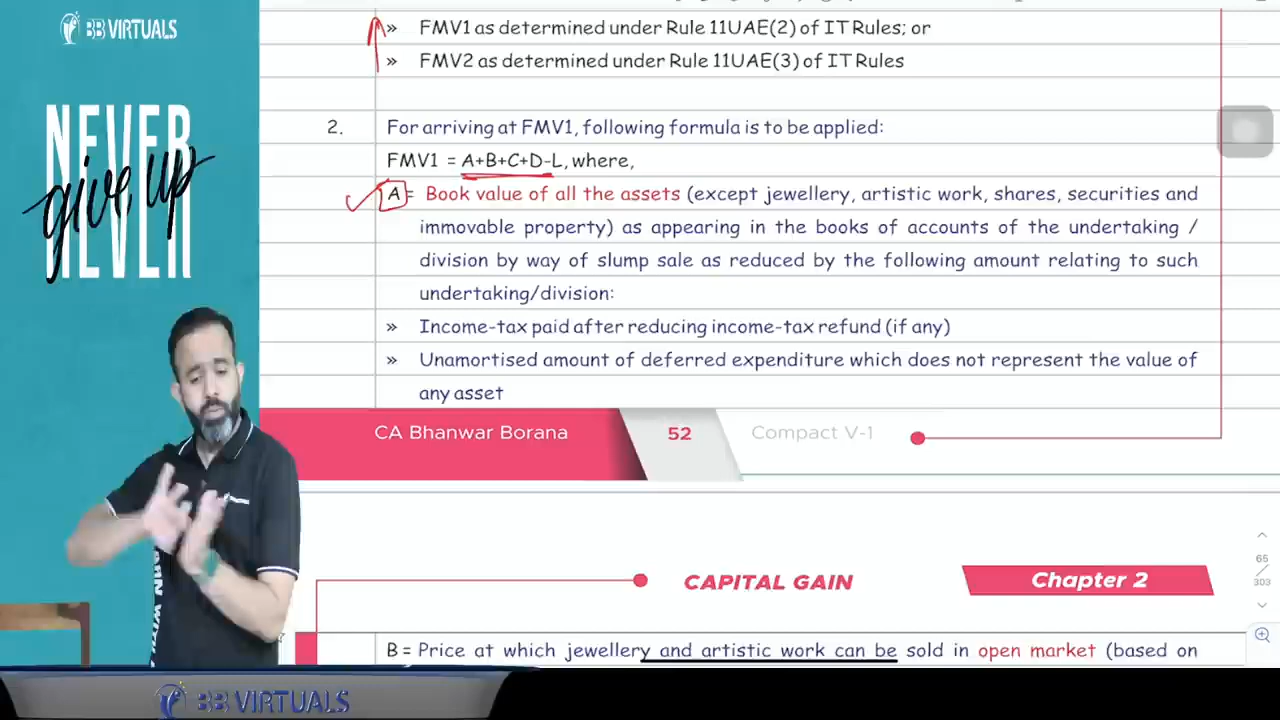 BB VIRTUALS
» FMV1 as determined under Rule 11UAE(2) of IT Rules; or
» FMV2 as determined under Rule 11UAE(3) of IT Rules
NEVER
give up
NEVER
2. For arriving at FMV1, following formula is to be applied:
FMV1 = A+B+C+D-L, where,
A= Book value of all the assets (except jewellery, artistic work, shares, securities and
immovable property) as appearing in the books of accounts of the undertaking /
division by way of slump sale as reduced by the following amount relating to such
undertaking/division:
» Income-tax paid after reducing income-tax refund (if any)
» Unamortised amount of deferred expenditure which does not represent the value of
any asset
CA Bhanwar Borana 52 Compact V-1
65
/
303
CAPITAL GAIN Chapter 2
B = Price at which jewellery and artistic work can be sold in open market (based on
BB VIRTUALS